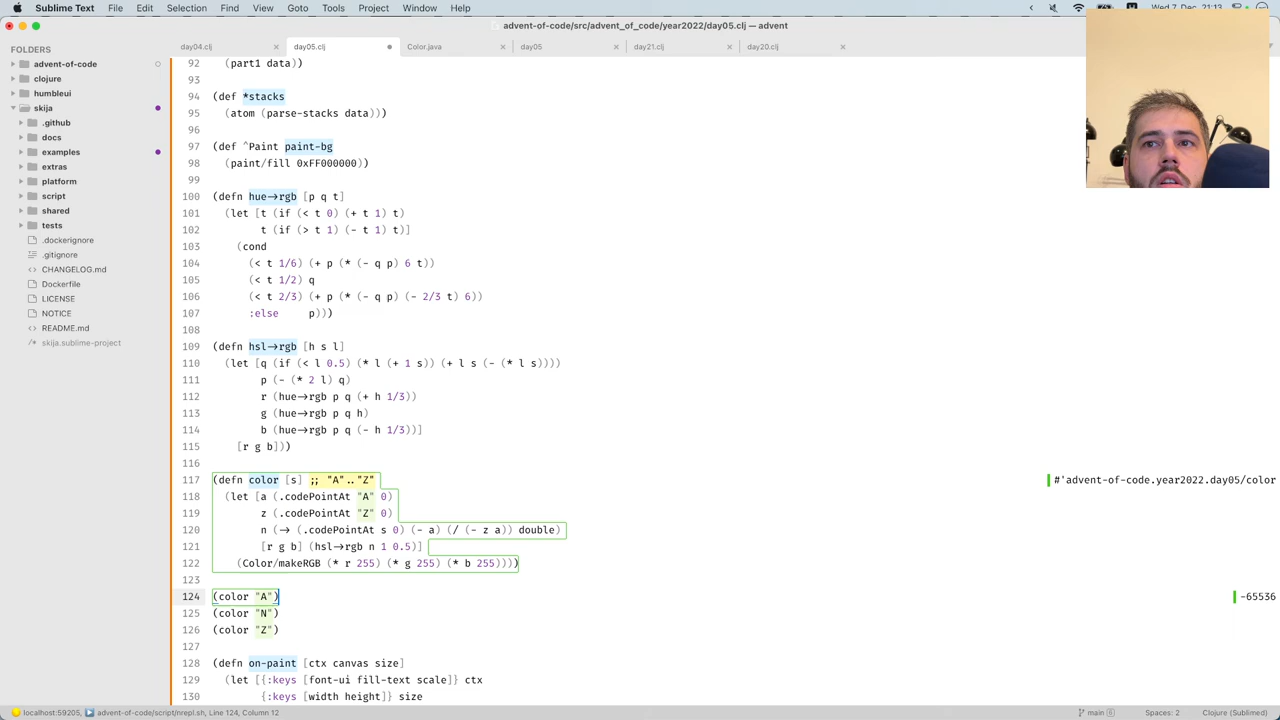 Sublime Text File Edit Selection Find View Goto Tools Project Window Help
Wed 7. Dec 21:13
advent-of-code/src/advent_of_code/year2022/day05.clj — advent
FOLDERS
advent-of-code
clojure
humbleui
skija
.github
docs
examples
extras
platform
script
shared
tests
.dockerignore
.gitignore
CHANGELOG.md
Dockerfile
LICENSE
NOTICE
README.md
skija.sublime-project
day04.clj × day05.clj Color.java × day05 × day21.clj × day20.clj ×
92 (part1 data))
93
94 (def *stacks
95 (atom (parse-stacks data)))
96
97 (def ^Paint paint-bg
98 (paint/fill 0xFF000000))
99
100 (defn hue->rgb [p q t]
101 (let [t (if (< t 0) (+ t 1) t)
102 t (if (> t 1) (- t 1) t)]
103 (cond
104 (< t 1/6) (+ p (* (- q p) 6 t))
105 (< t 1/2) q
106 (< t 2/3) (+ p (* (- q p) (- 2/3 t) 6))
107 :else p)))
108
109 (defn hsl->rgb [h s l]
110 (let [q (if (< l 0.5) (* l (+ 1 s)) (+ l s (- (* l s))))
111 p (- (* 2 l) q)
112 r (hue->rgb p q (+ h 1/3))
113 g (hue->rgb p q h)
114 b (hue->rgb p q (- h 1/3))]
115 [r g b]))
116
117 (defn color [s] ;; "A".."Z" #'advent-of-code.year2022.day05/color
118 (let [a (.codePointAt "A" 0)
119 z (.codePointAt "Z" 0)
120 n (-> (.codePointAt s 0) (- a) (/ (- z a)) double)
121 [r g b] (hsl->rgb n 1 0.5)]
122 (Color/makeRGB (* r 255) (* g 255) (* b 255))))
123
124 (color "A") -65536
125 (color "N")
126 (color "Z")
127
128 (defn on-paint [ctx canvas size]
129 (let [{:keys [font-ui fill-text scale]} ctx
130 {:keys [width height]} size
localhost:59205, advent-of-code/script/nrepl.sh, Line 124, Column 12 main 6 Spaces: 2 Clojure (Sublimed)